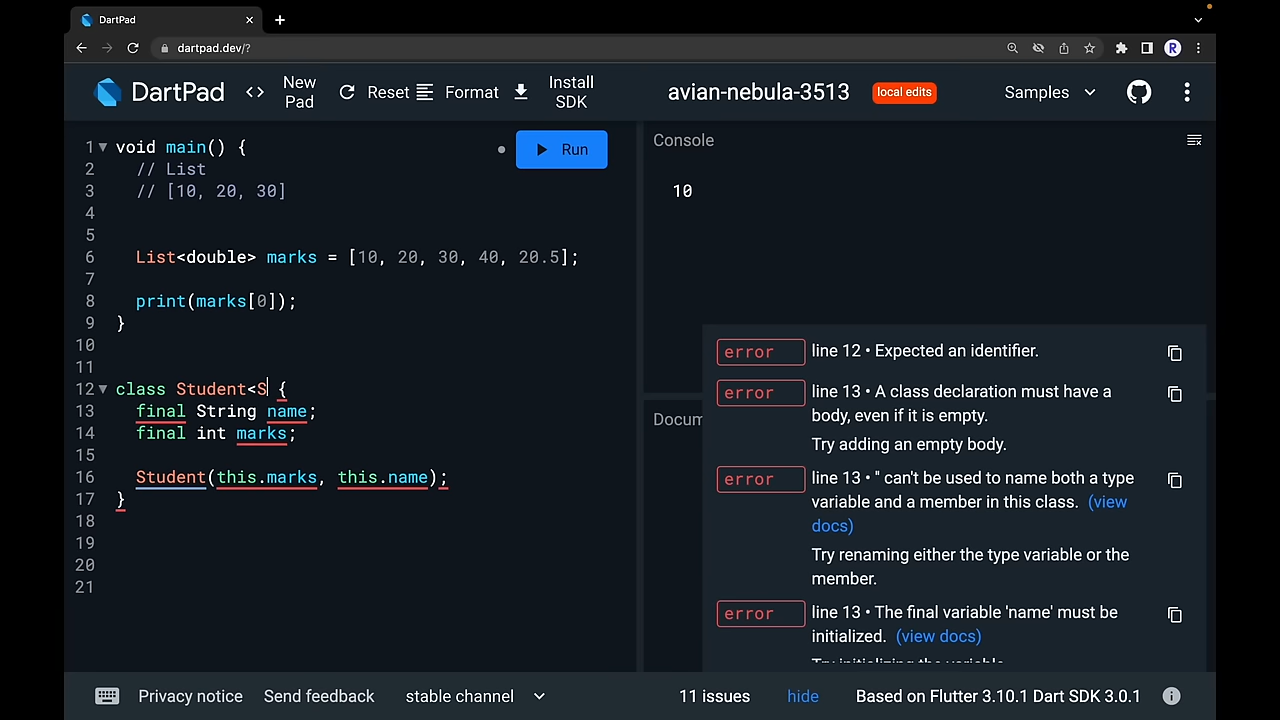 DartPad
dartpad.dev/?
R
DartPad
New Pad
Reset
Format
Install SDK
avian-nebula-3513
local edits
Samples
Run
1 void main() {
2 // List
3 // [10, 20, 30]
4
5
6 List<double> marks = [10, 20, 30, 40, 20.5];
7
8 print(marks[0]);
9 }
10
11
12 class Student<S {
13 final String name;
14 final int marks;
15
16 Student(this.marks, this.name);
17 }
18
19
20
21
Console
10
Docum
error line 12 • Expected an identifier.
error line 13 • A class declaration must have a
body, even if it is empty.
Try adding an empty body.
error line 13 • '' can't be used to name both a type
variable and a member in this class. (view
docs)
Try renaming either the type variable or the
member.
error line 13 • The final variable 'name' must be
initialized. (view docs)
Privacy notice
Send feedback
stable channel
11 issues
hide
Based on Flutter 3.10.1 Dart SDK 3.0.1